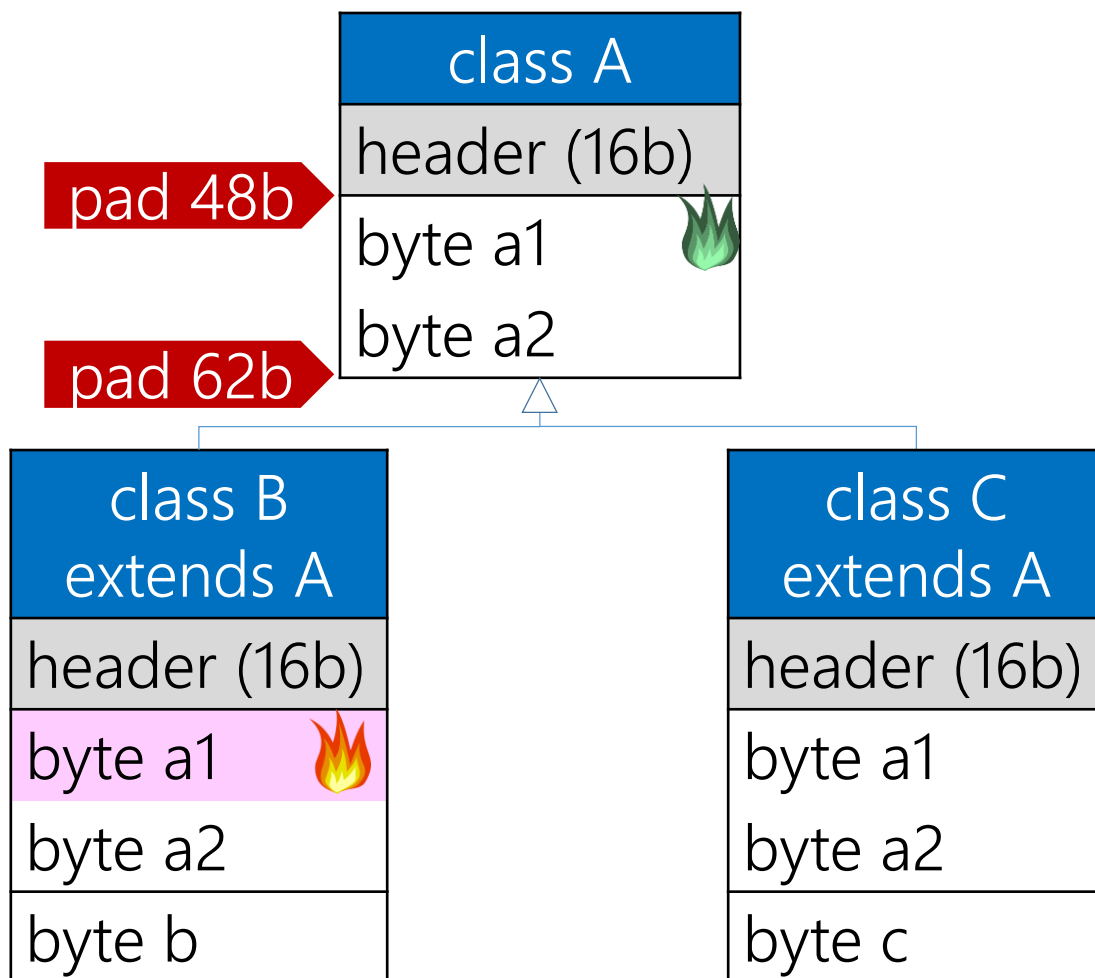 class A
header (16b)
pad 48b
byte a1
byte a2
pad 62b
class B
extends A
header (16b)
byte a1
byte a2
byte b
class C
extends A
header (16b)
byte a1
byte a2
byte c